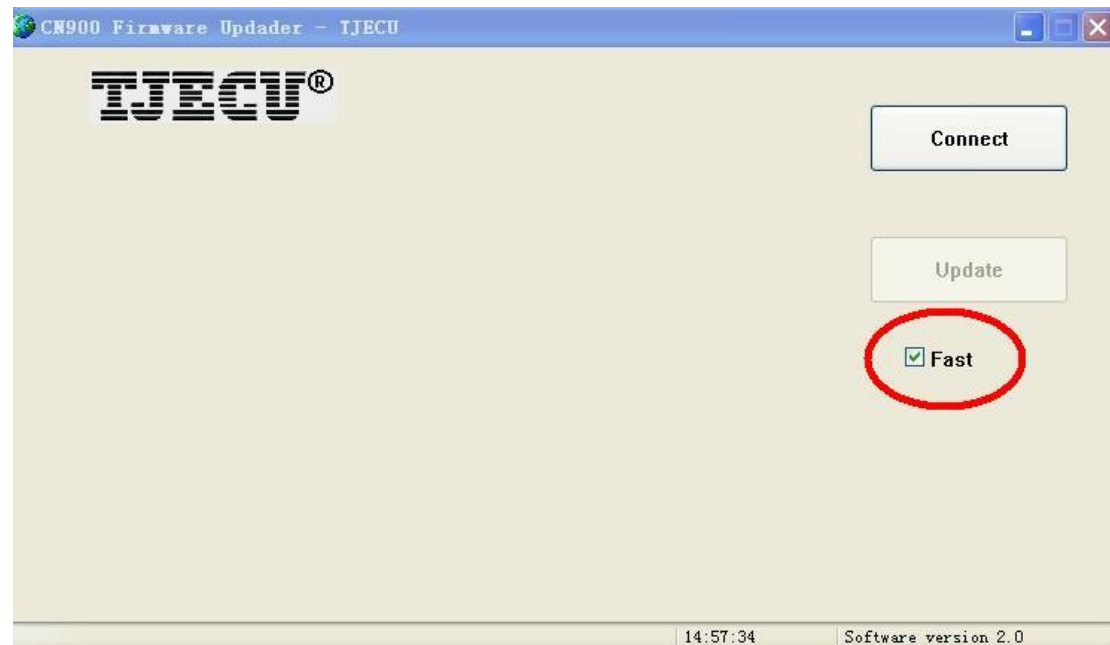 CN900 Firmware Updader - TJECU
TJECU®
Connect
Update
Fast
14:57:34
Software version 2.0